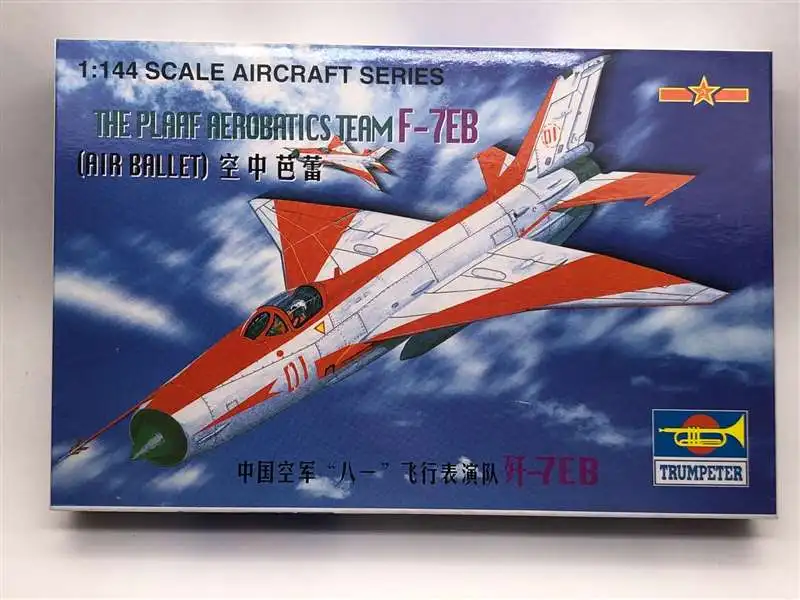 1:144 SCALE AIRCRAFT SERIES
THE PLAAF AEROBATICS TEAM F-7EB
(AIR BALLET) 空中芭蕾
01
01
中国空军“八一”飞行表演队 歼-7EB
TRUMPETER